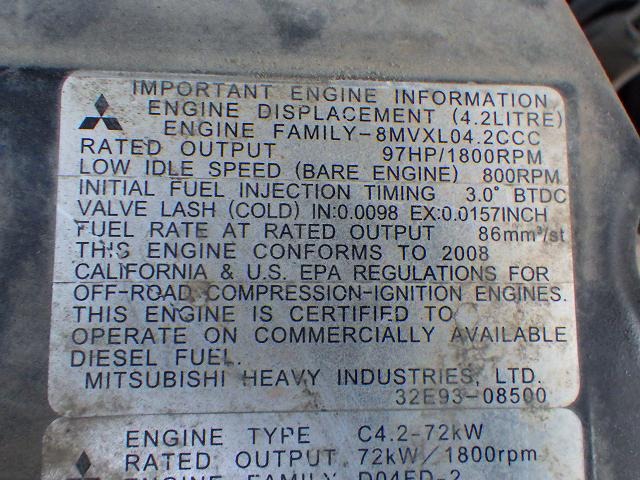 IMPORTANT ENGINE INFORMATION
ENGINE DISPLACEMENT (4.2LITRE)
ENGINE FAMILY-8MVXL04.2CCC
RATED OUTPUT 97HP/1800RPM
LOW IDLE SPEED (BARE ENGINE) 800RPM
INITIAL FUEL INJECTION TIMING 3.0° BTDC
VALVE LASH (COLD) IN:0.0098 EX:0.0157INCH
FUEL RATE AT RATED OUTPUT 86mm³/st
THIS ENGINE CONFORMS TO 2008
CALIFORNIA & U.S. EPA REGULATIONS FOR
OFF-ROAD COMPRESSION-IGNITION ENGINES.
THIS ENGINE IS CERTIFIED TO
OPERATE ON COMMERCIALLY AVAILABLE
DIESEL FUEL.
MITSUBISHI HEAVY INDUSTRIES, LTD.
32E93-08500
ENGINE TYPE C4.2-72kW
RATED OUTPUT 72kW/1800rpm
ENGINE FAMILY D04FD-2